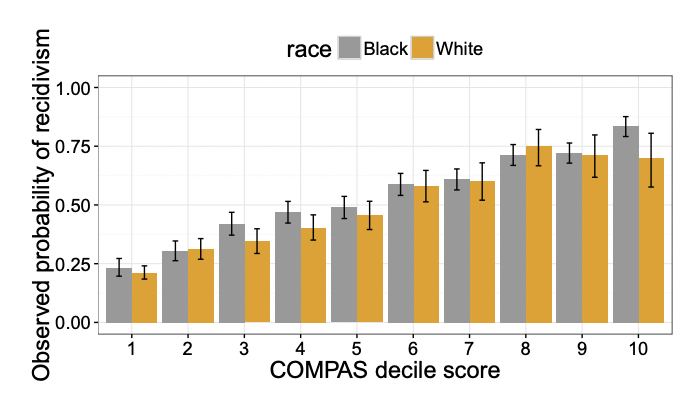 race Black White
Observed probability of recidivism
1.00
0.75
0.50
0.25
0.00
1 2 3 4 5 6 7 8 9 10
COMPAS decile score